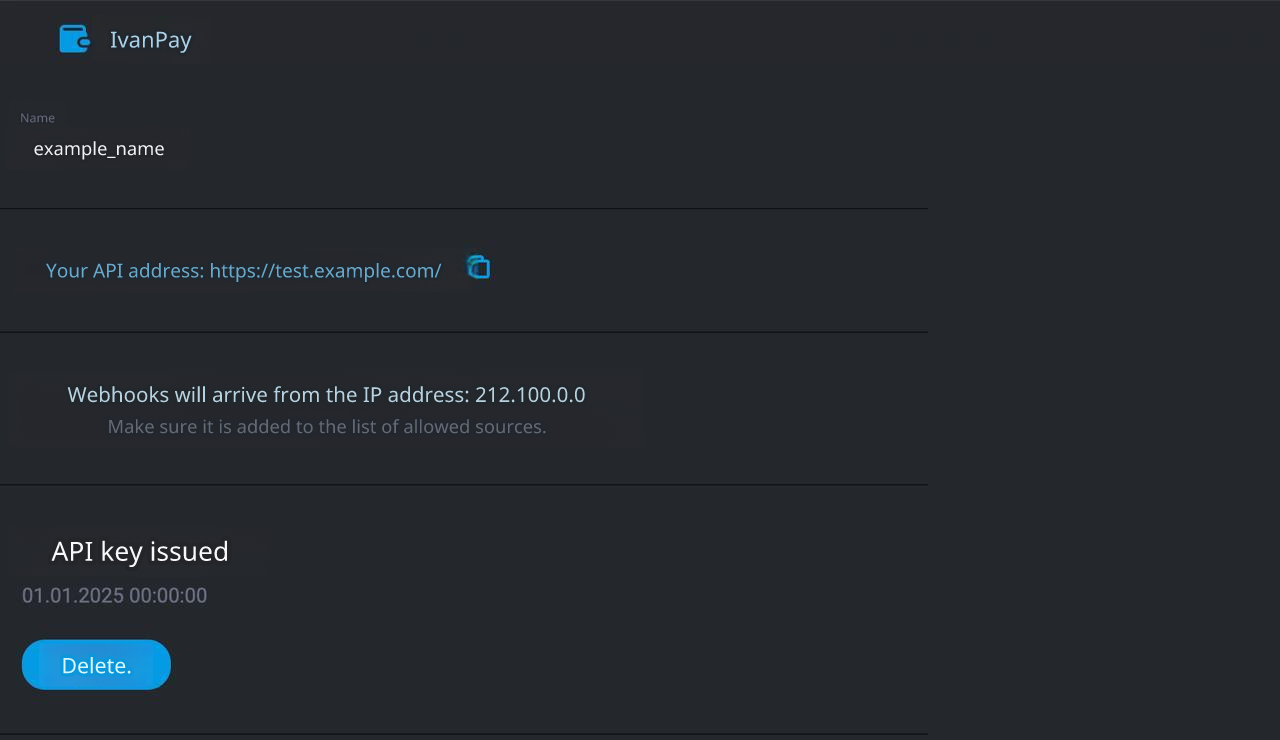 IvanPay
Name
example_name
Your API address: https://test.example.com/
Webhooks will arrive from the IP address: 212.100.0.0
Make sure it is added to the list of allowed sources.
API key issued
01.01.2025 00:00:00
Delete.